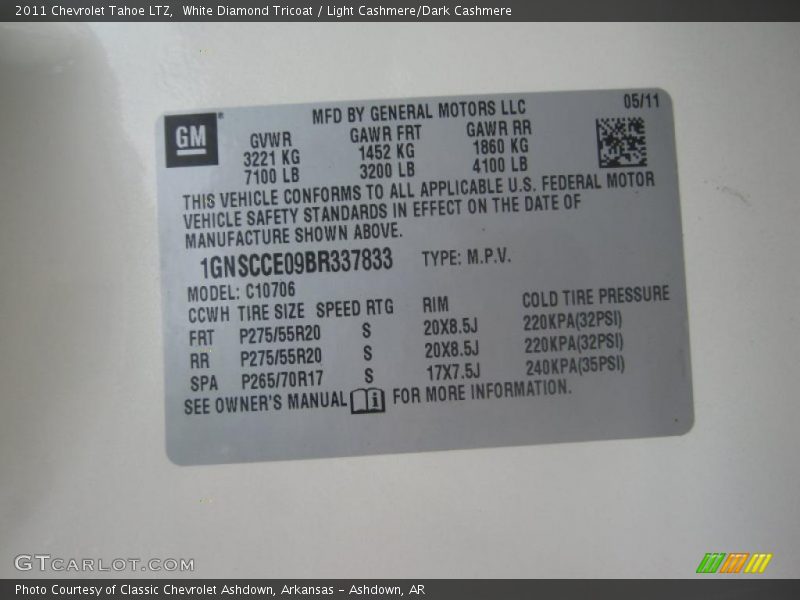 2011 Chevrolet Tahoe LTZ, White Diamond Tricoat / Light Cashmere/Dark Cashmere
MFD BY GENERAL MOTORS LLC 05/11
GM
GVWR GAWR FRT GAWR RR
3221 KG 1452 KG 1860 KG
7100 LB 3200 LB 4100 LB
THIS VEHICLE CONFORMS TO ALL APPLICABLE U.S. FEDERAL MOTOR
VEHICLE SAFETY STANDARDS IN EFFECT ON THE DATE OF
MANUFACTURE SHOWN ABOVE.
1GNSCCE09BR337833 TYPE: M.P.V.
MODEL: C10706
CCWH TIRE SIZE SPEED RTG RIM COLD TIRE PRESSURE
FRT P275/55R20 S 20X8.5J 220KPA(32PSI)
RR P275/55R20 S 20X8.5J 220KPA(32PSI)
SPA P265/70R17 S 17X7.5J 240KPA(35PSI)
SEE OWNER'S MANUAL i FOR MORE INFORMATION.
GTCARLOT.COM
Photo Courtesy of Classic Chevrolet Ashdown, Arkansas - Ashdown, AR